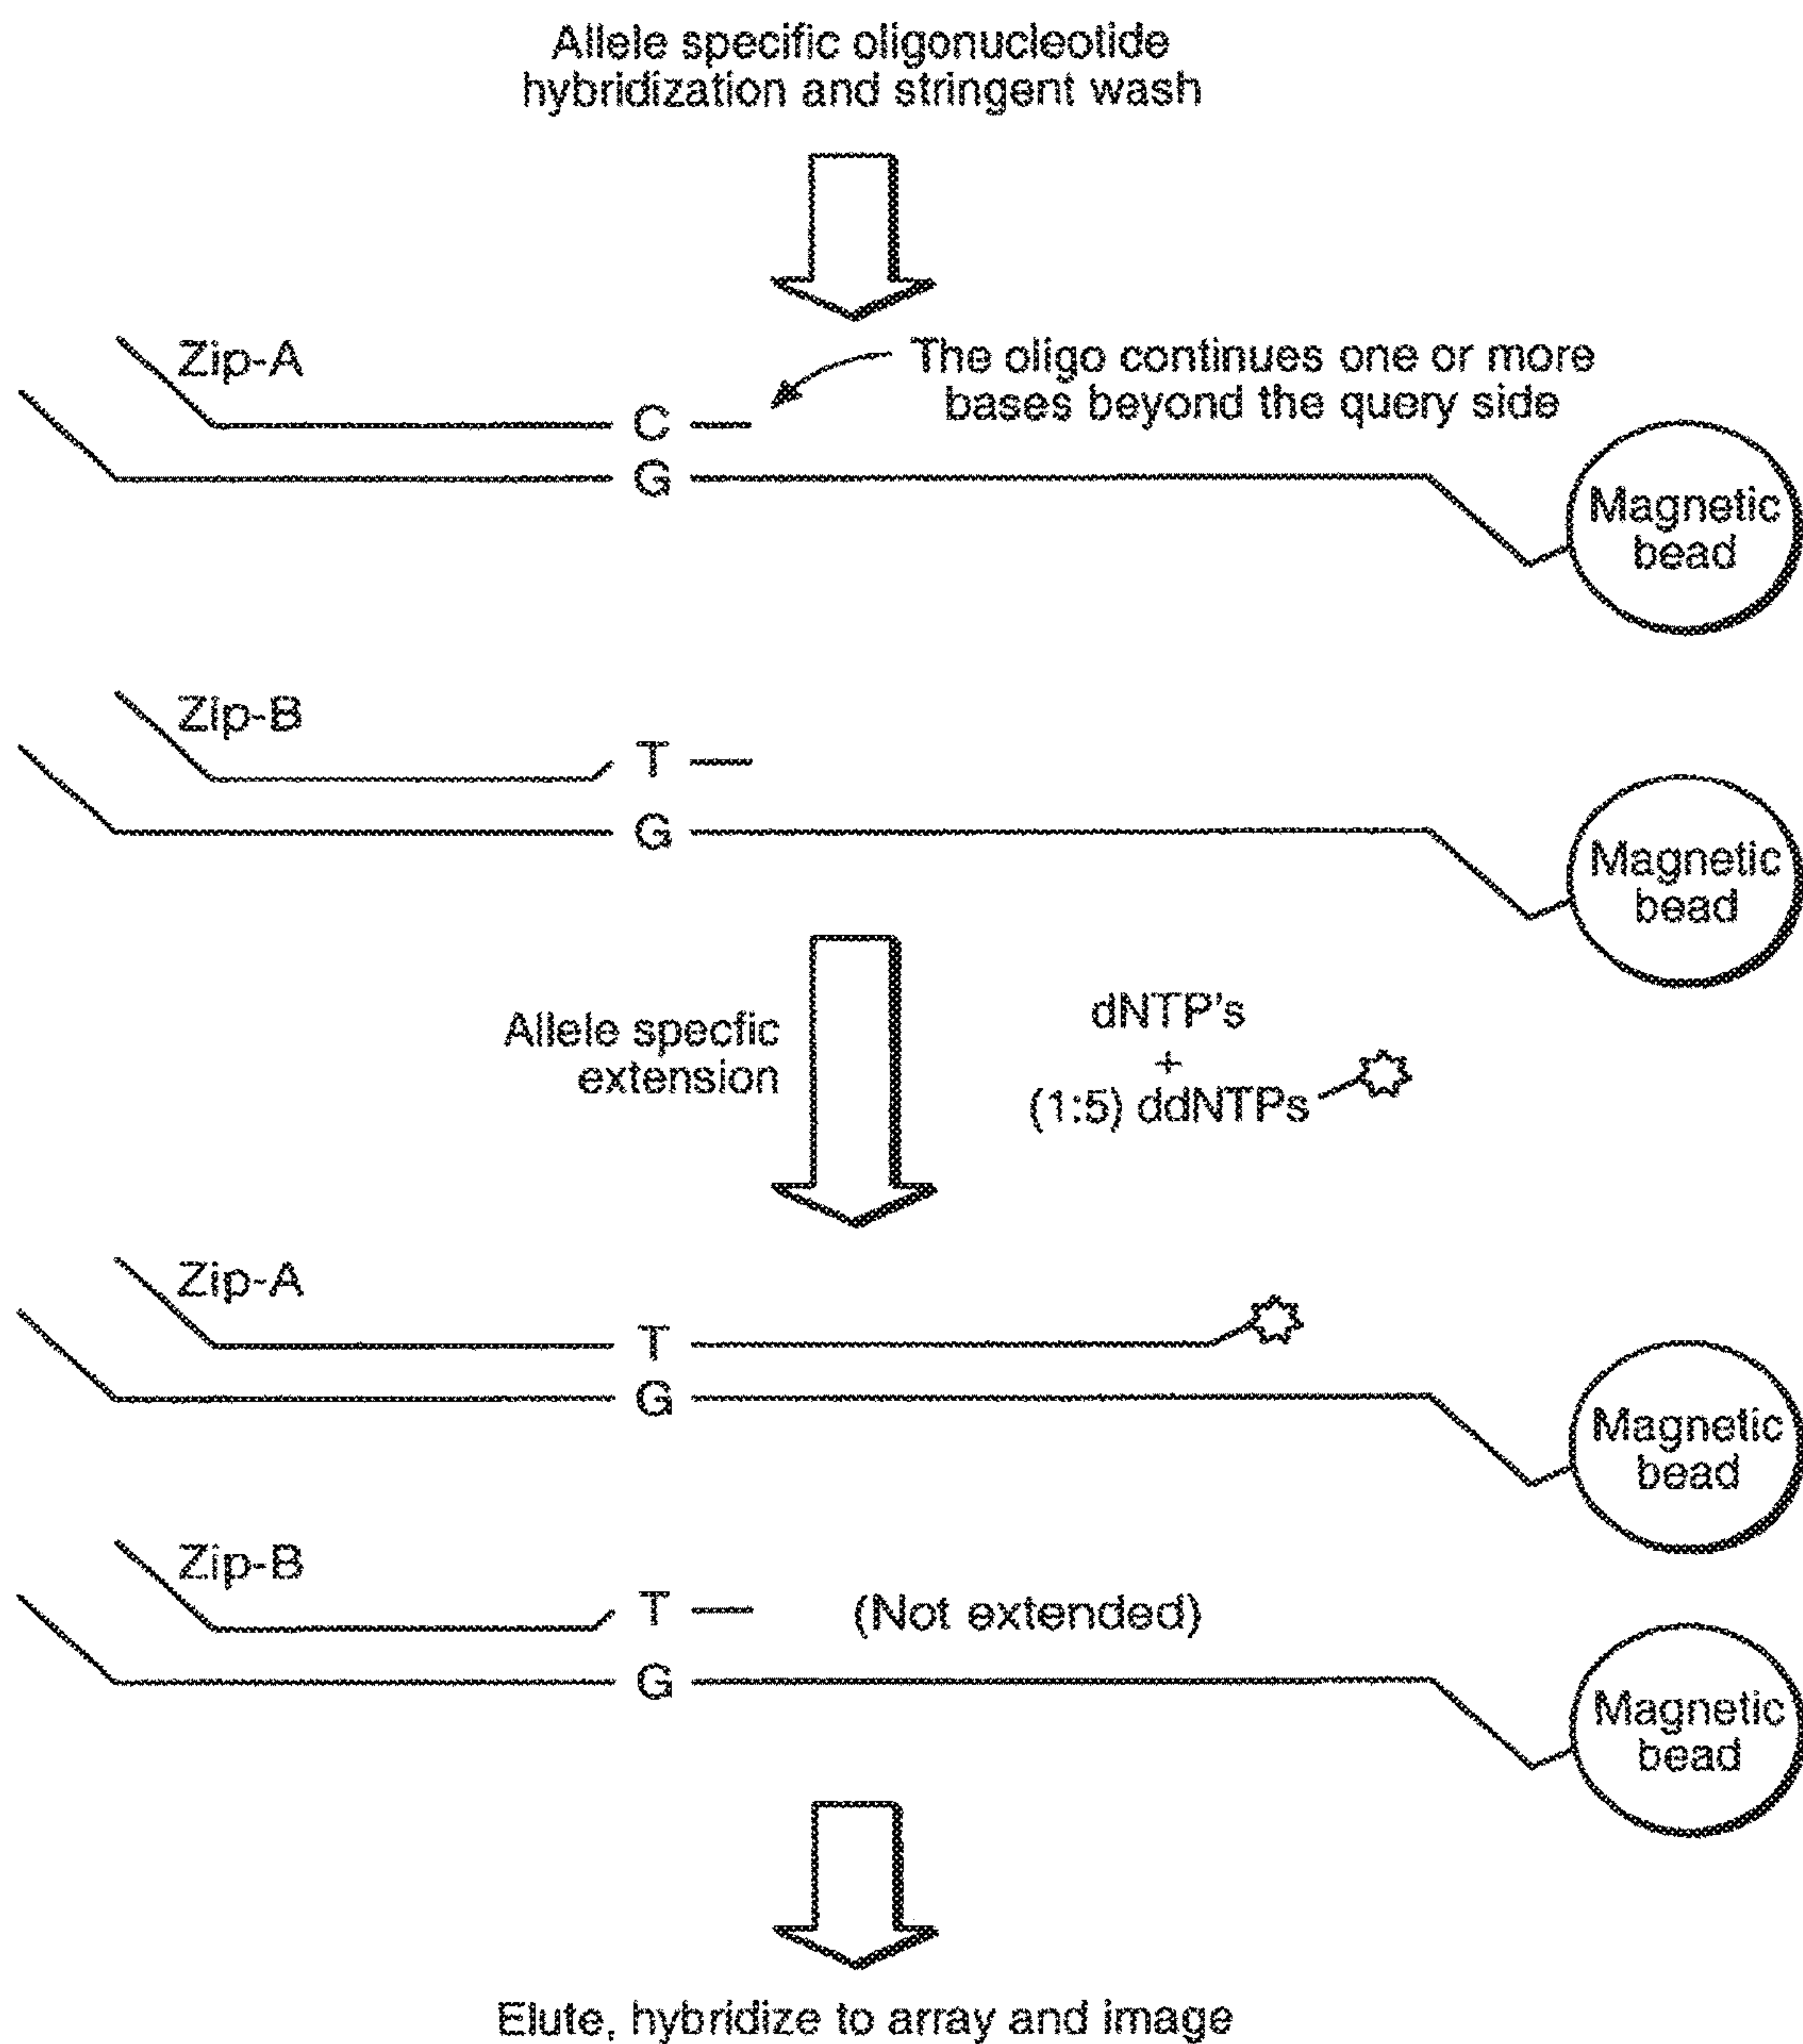 Allele specific oligonucleotide
hybridization and stringent wash
Zip-A
The oligo continues one or more
bases beyond the query side
C
G
Magnetic
bead
Zip-B
T
G
Magnetic
bead
Allele specfic
extension
dNTP's
+
(1:5) ddNTPs
Zip-A
T
G
Magnetic
bead
Zip-B
T
(Not extended)
G
Magnetic
bead
Elute, hybridize to array and image